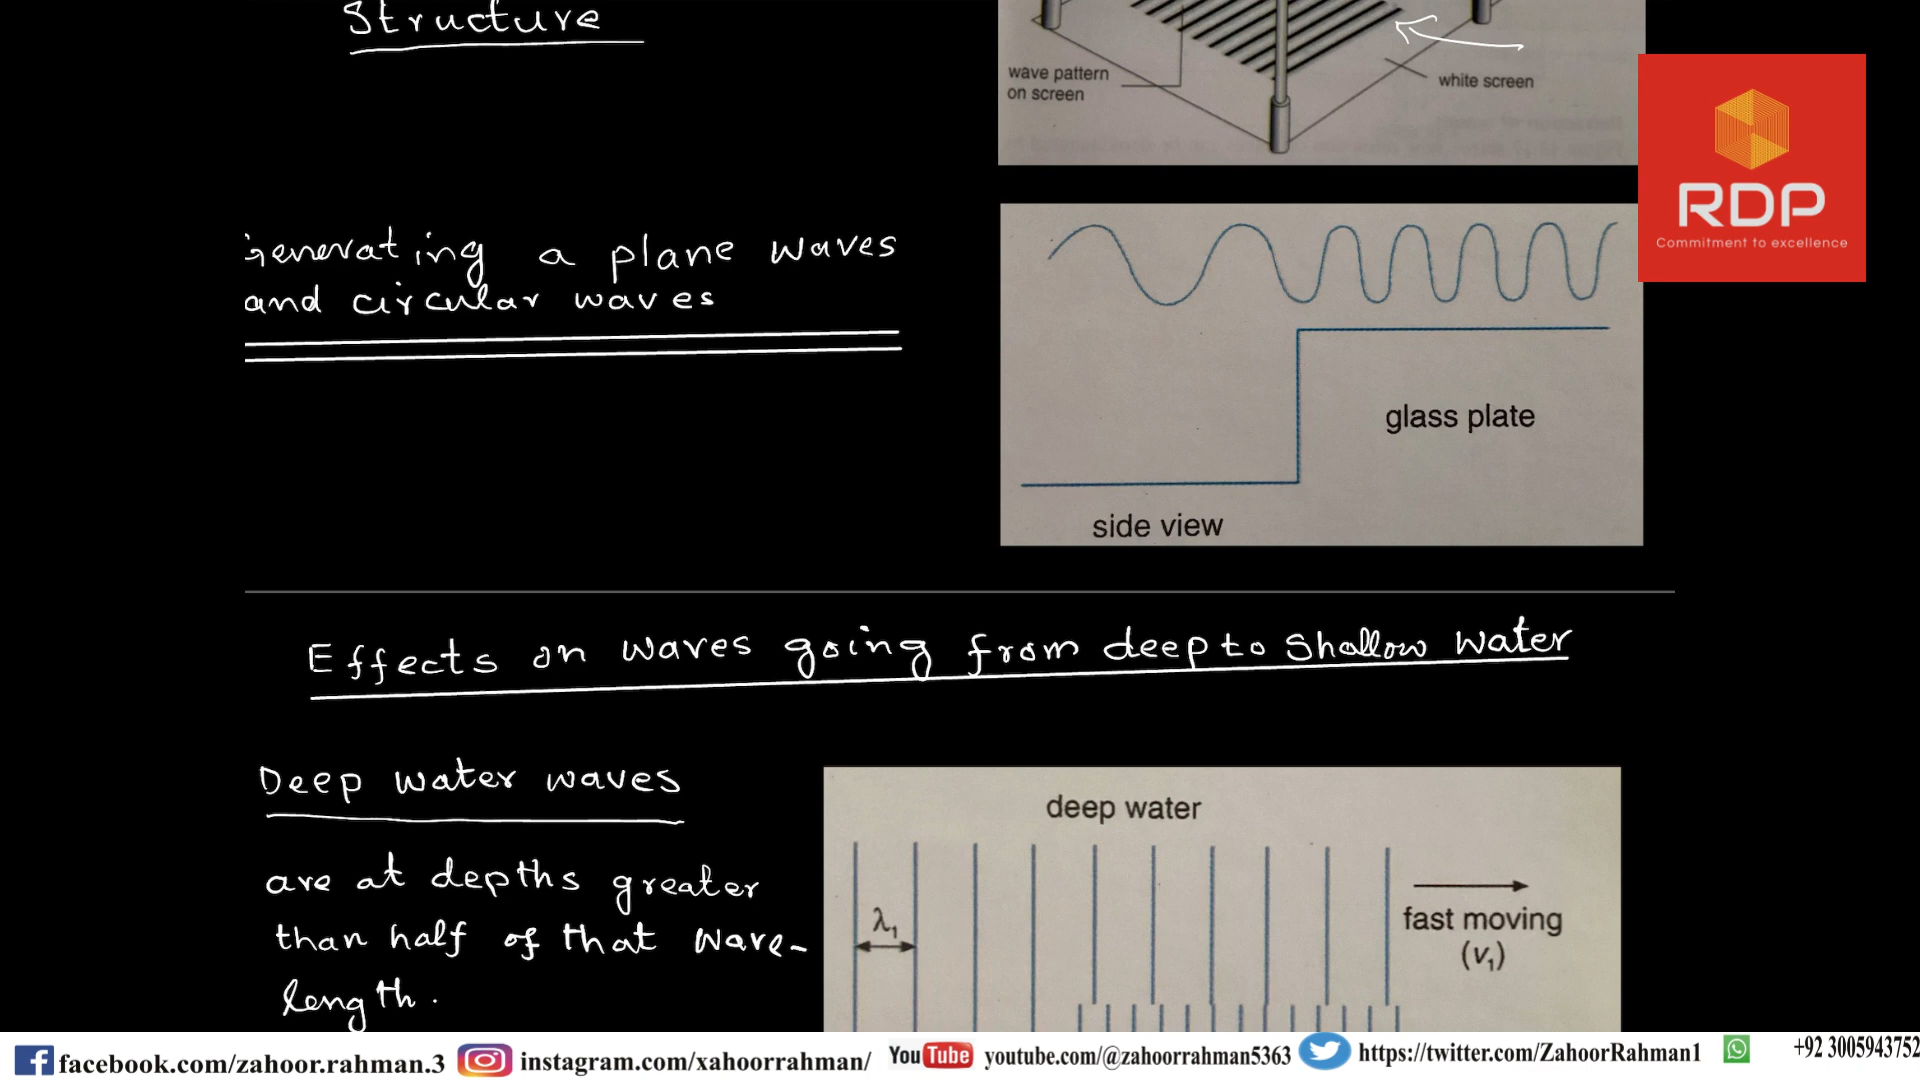 Structure
wave pattern
on screen
white screen
RDP
Commitment to excellence
Generating a plane waves
and circular waves
glass plate
side view
Effects on waves going from deep to shallow water
Deep water waves
are at depths greater
than half of that wave-
length.
deep water
λ₁
fast moving
(v₁)
facebook.com/zahoor.rahman.3
instagram.com/xahoorrahman/
YouTube
youtube.com/@zahoorrahman5363
https://twitter.com/ZahoorRahman1
+92 3005943752